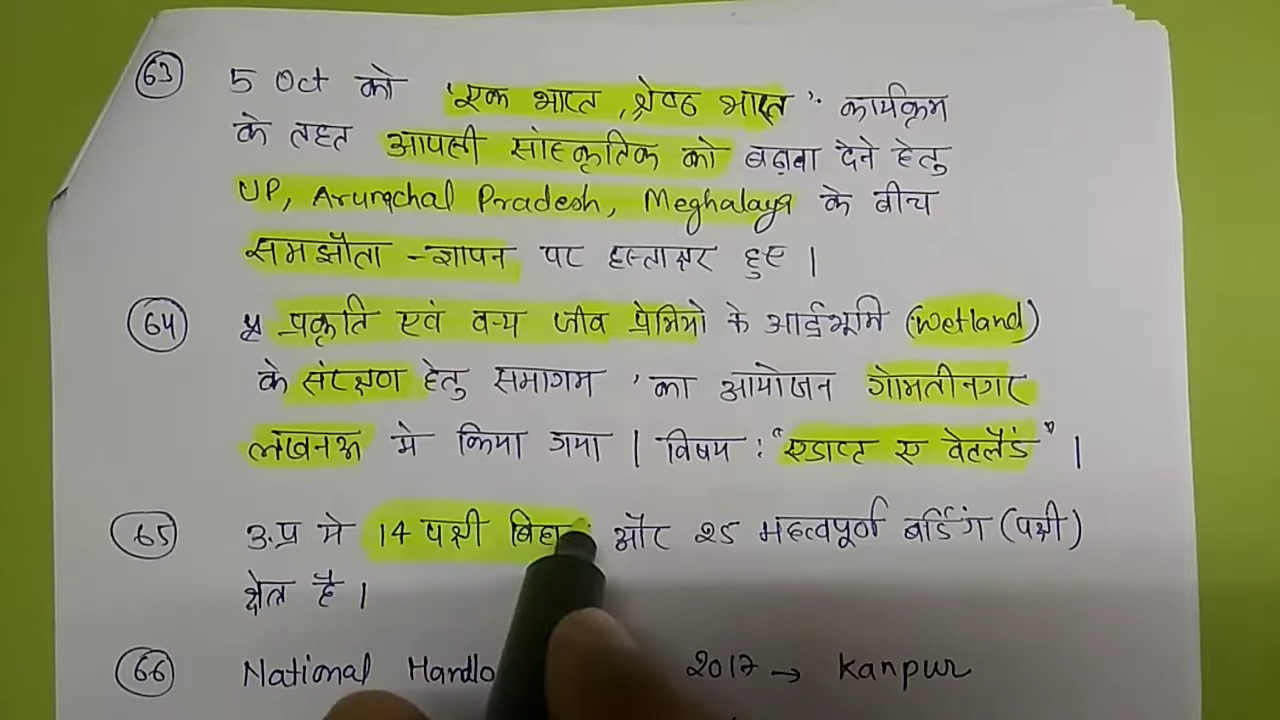 63 5 Oct को 'एक भारत, श्रेष्ठ भारत' कार्यक्रम
के तहत आपसी सांस्कृतिक को बढ़ावा देने हेतु
UP, Arunachal Pradesh, Meghalaya के बीच
समझौता - ज्ञापन पर हस्ताक्षर हुए ।
64 प्रकृति एवं वन्य जीव प्रेमियो के आर्द्रभूमि (Wetland)
के संरक्षण हेतु समागम 'का आयोजन गोमतीनगर
लखनऊ मे किया गया । विषय : "एडाप्ट ए वेटलैंड" ।
65 उ.प्र मे 14 पक्षी और 25 महत्वपूर्ण बर्डिंग (पक्षी)
क्षेत्र है ।
66 National 2017 → Kanpur